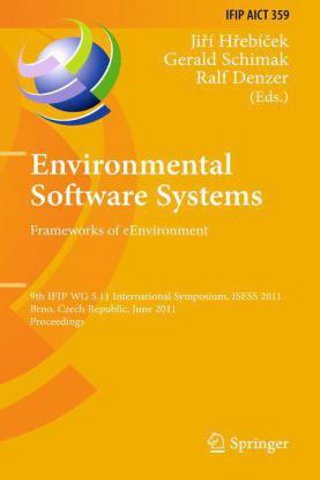 IFIP AICT 359
Jiří Hřebíček
Gerald Schimak
Ralf Denzer
(Eds.)
Environmental
Software Systems
Frameworks of eEnvironment
9th IFIP WG 5.11 International Symposium, ISESS 2011
Brno, Czech Republic, June 2011
Proceedings
Springer